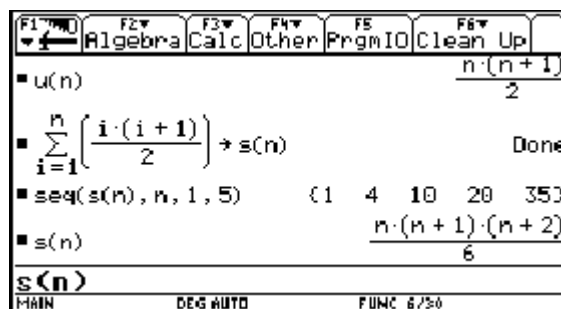 F1 F2 F3 F4 F5 F6
Algebra Calc Other PrgmIO Clean Up
▪ u(n) n·(n + 1)/2
▪ n∑i=1 (i·(i + 1)/2) → s(n) Done
▪ seq(s(n), n, 1, 5) {1 4 10 20 35}
▪ s(n) n·(n + 1)·(n + 2)/6
s(n)
MAIN DEG AUTO FUNC 6/30